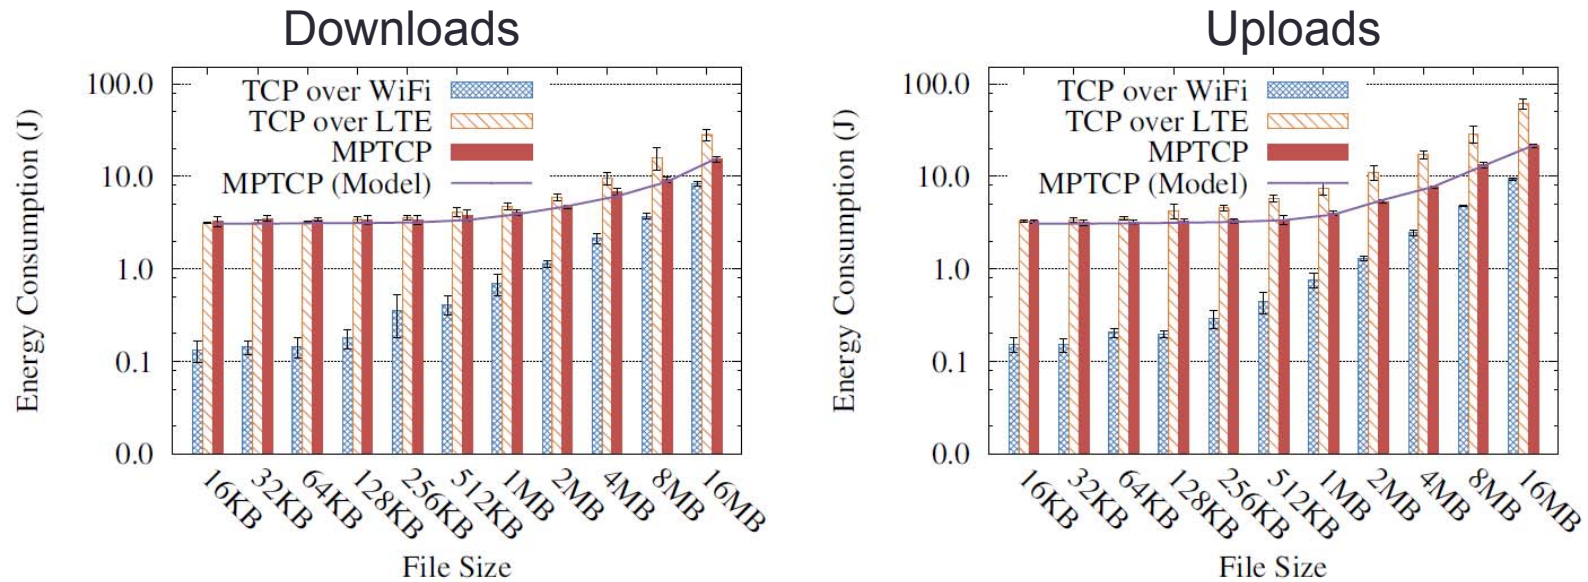 Downloads
Energy Consumption (J)
100.0
10.0
1.0
0.1
0.0
TCP over WiFi
TCP over LTE
MPTCP
MPTCP (Model)
16KB
32KB
64KB
128KB
256KB
512KB
1MB
2MB
4MB
8MB
16MB
File Size
Uploads
Energy Consumption (J)
100.0
10.0
1.0
0.1
0.0
TCP over WiFi
TCP over LTE
MPTCP
MPTCP (Model)
16KB
32KB
64KB
128KB
256KB
512KB
1MB
2MB
4MB
8MB
16MB
File Size